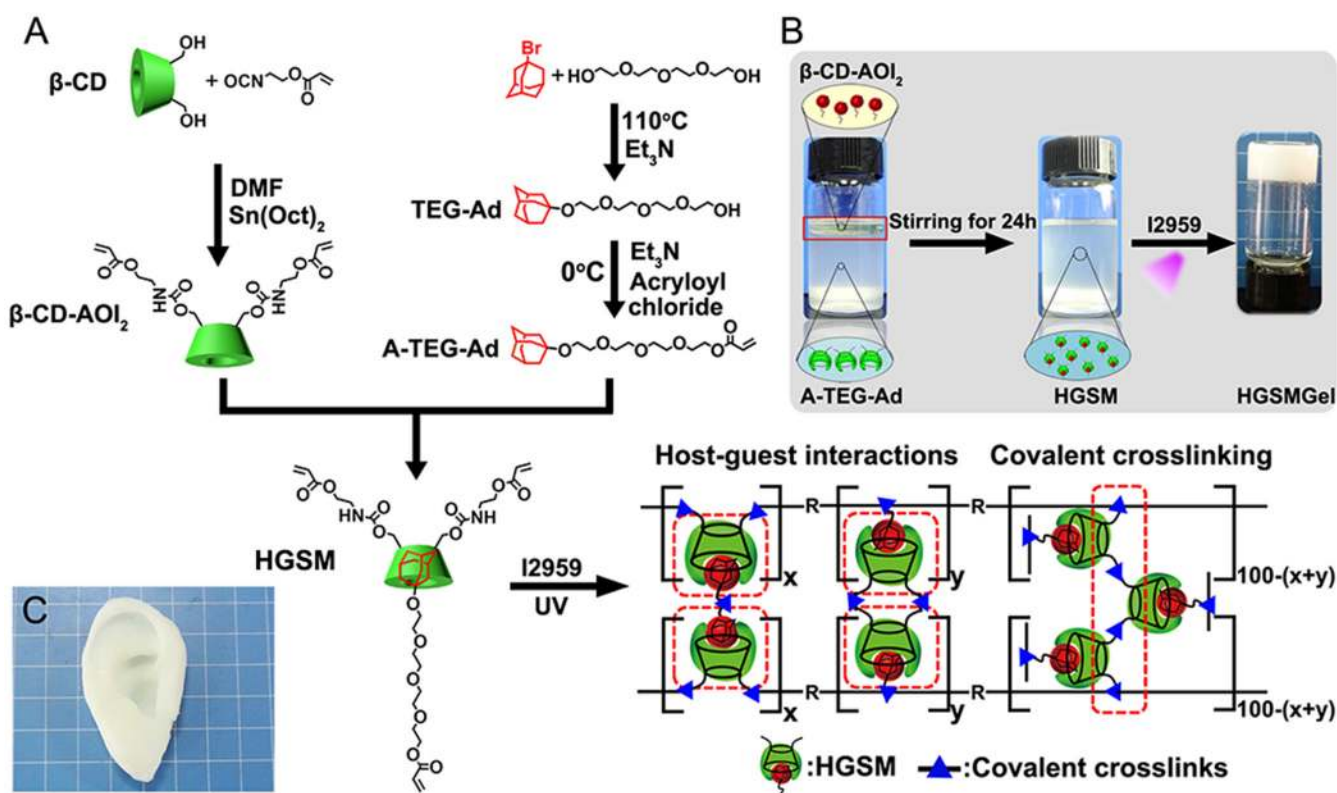 A
OH
β-CD
OH
+ OCN
O
O
Br
+
HO
O
O
O
OH
110°C
Et₃N
DMF
Sn(Oct)₂
TEG-Ad
O
O
O
O
OH
0°C
Et₃N
Acryloyl
chloride
O
O
NH
O
O
O
O
HN
O
O
β-CD-AOI₂
A-TEG-Ad
O
O
O
O
O
O
B
β-CD-AOI₂
Stirring for 24h
I2959
A-TEG-Ad
HGSM
HGSMGel
O
O
NH
O
O
O
O
NH
O
O
HGSM
O
O
O
O
O
I2959
UV
Host-guest interactions
Covalent crosslinking
R
R
x
y
100-(x+y)
R
R
x
y
100-(x+y)
:HGSM
:Covalent crosslinks
C